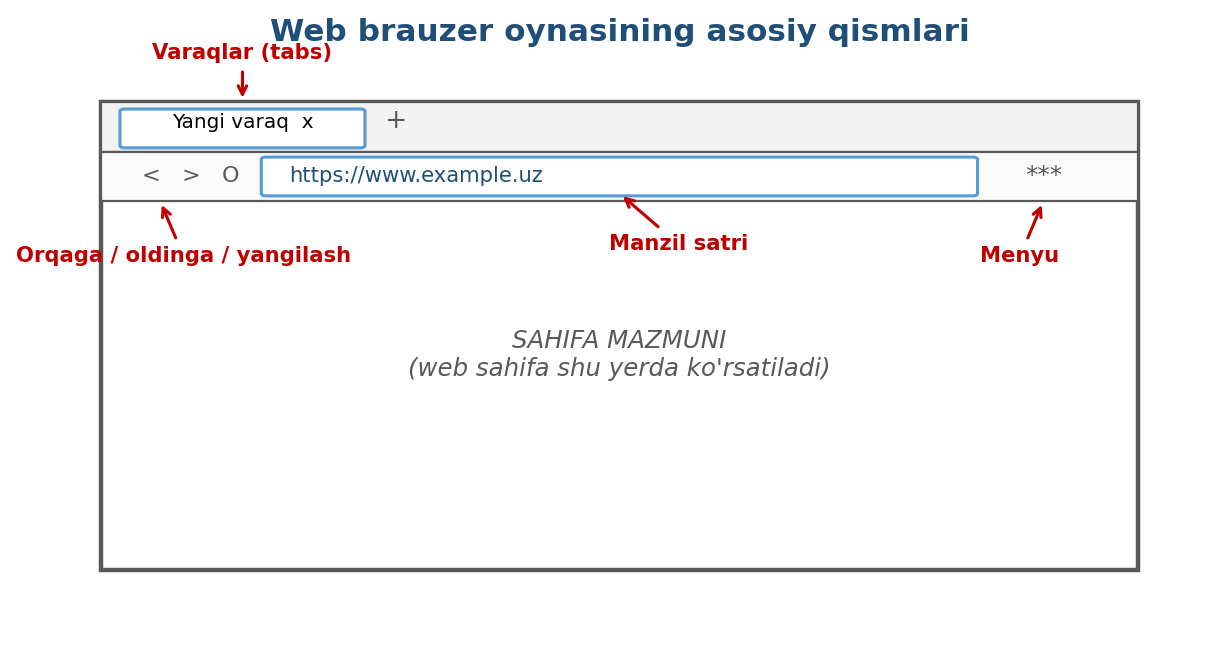 Web brauzer oynasining asosiy qismlari
Varaqlar (tabs)
Yangi varaq  x
+
< > O
https://www.example.uz
***
Orqaga / oldinga / yangilash
Manzil satri
Menyu
SAHIFA MAZMUNI
(web sahifa shu yerda ko'rsatiladi)